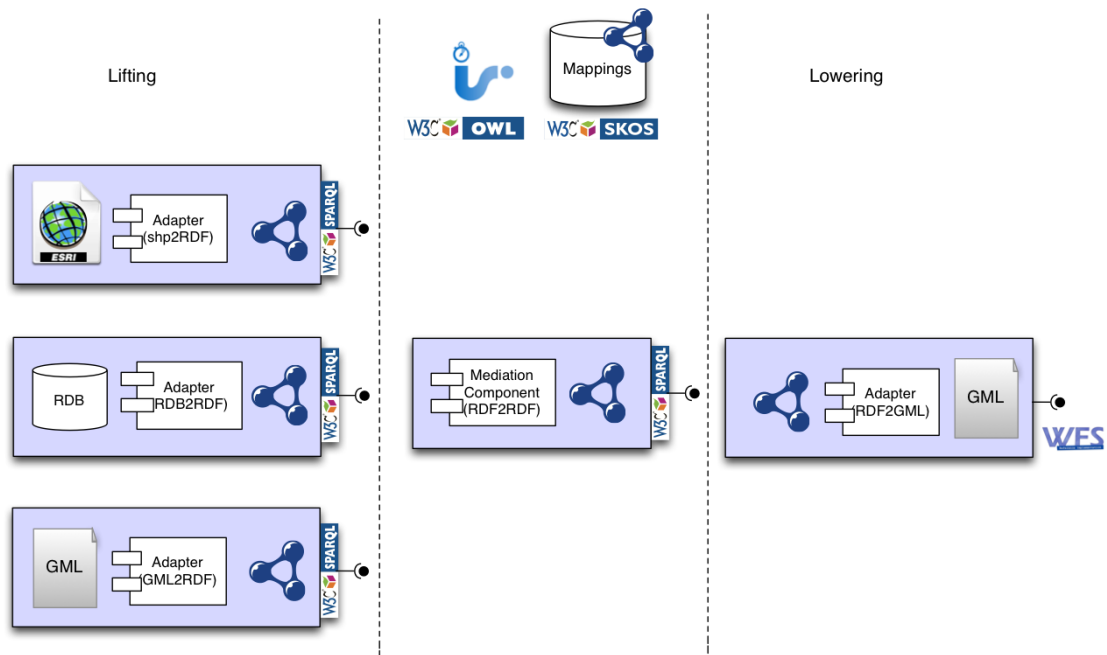 Lifting
Mappings
Lowering
W3C OWL
W3C SKOS
ESRI
Adapter
(shp2RDF)
W3C SPARQL
RDB
Adapter
(RDB2RDF)
W3C SPARQL
Mediation
Component
(RDF2RDF)
W3C SPARQL
Adapter
(RDF2GML)
GML
WFS
GML
Adapter
(GML2RDF)
W3C SPARQL